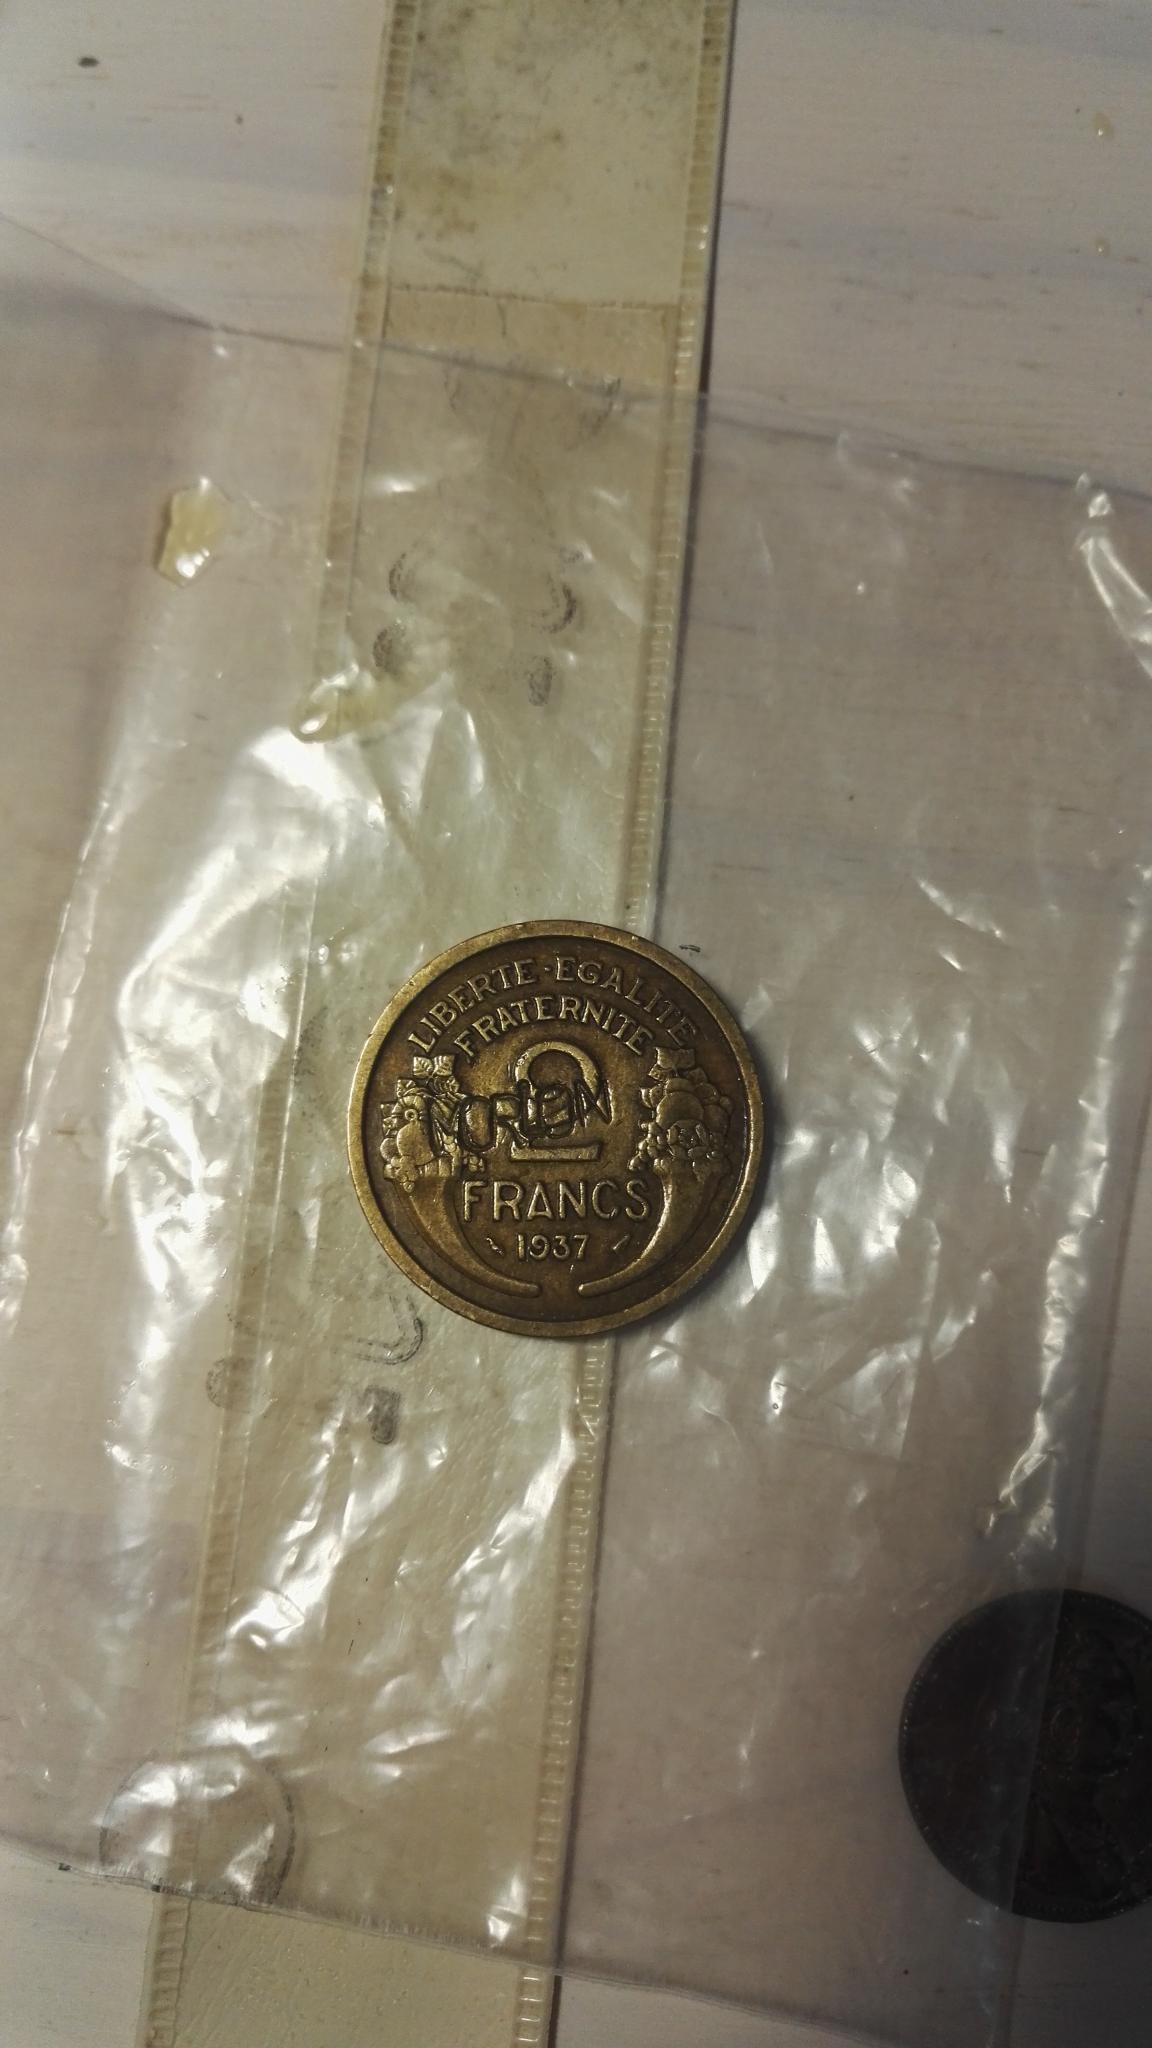 LIBERTE · EGALITE
FRATERNITE
2
MORLON
FRANCS
1937